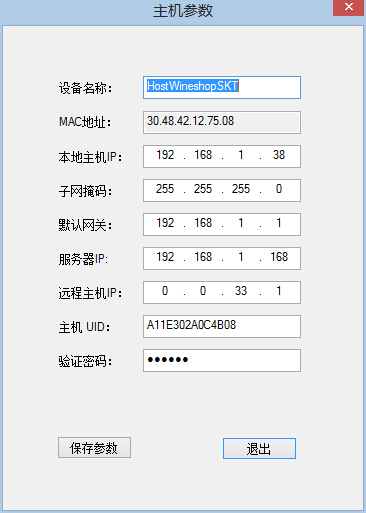 主机参数
设备名称： HostWineshopSKT
MAC地址： 30.48.42.12.75.08
本地主机IP： 192 . 168 . 1 . 38
子网掩码： 255 . 255 . 255 . 0
默认网关： 192 . 168 . 1 . 1
服务器IP: 192 . 168 . 1 . 168
远程主机IP： 0 . 0 . 33 . 1
主机 UID： A11E302A0C4B08
验证密码： ●●●●●●
保存参数 退出